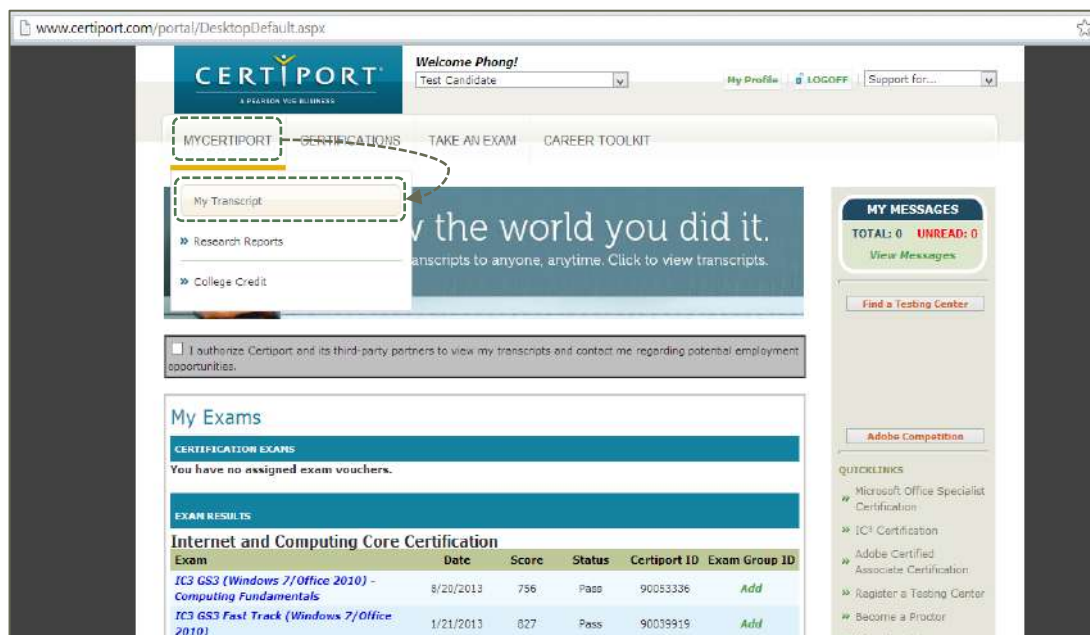 www.certiport.com/portal/DesktopDefault.aspx
CERTIPORT
A PEARSON VUE BUSINESS
Welcome Phong!
Test Candidate
My Profile
LOGOFF
Support for...
MYCERTIPORT
CERTIFICATIONS
TAKE AN EXAM
CAREER TOOLKIT
My Transcript
» Research Reports
» College Credit
the world you did it.
anscripts to anyone, anytime. Click to view transcripts.
MY MESSAGES
TOTAL: 0 UNREAD: 0
View Messages
Find a Testing Center
Adobe Competition
I authorize Certiport and its third-party partners to view my transcripts and contact me regarding potential employment
opportunities.
My Exams
CERTIFICATION EXAMS
You have no assigned exam vouchers.
EXAM RESULTS
Internet and Computing Core Certification
Exam Date Score Status Certiport ID Exam Group ID
IC3 GS3 (Windows 7/Office 2010) -
Computing Fundamentals
8/20/2013 756 Pass 90053336 Add
IC3 GS3 Fast Track (Windows 7/Office
2010)
1/21/2013 827 Pass 90039919 Add
QUICKLINKS
» Microsoft Office Specialist
Certification
» IC³ Certification
» Adobe Certified
Associate Certification
» Register a Testing Center
» Become a Proctor